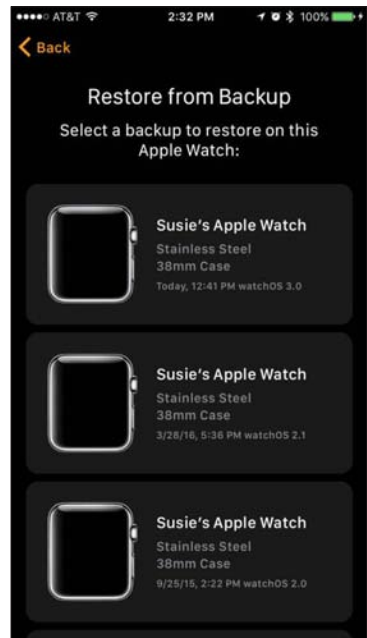 AT&T 2:32 PM 100%
Back
Restore from Backup
Select a backup to restore on this
Apple Watch:
Susie's Apple Watch
Stainless Steel
38mm Case
Today, 12:41 PM watchOS 3.0
Susie's Apple Watch
Stainless Steel
38mm Case
3/28/16, 5:36 PM watchOS 2.1
Susie's Apple Watch
Stainless Steel
38mm Case
9/25/15, 2:22 PM watchOS 2.0